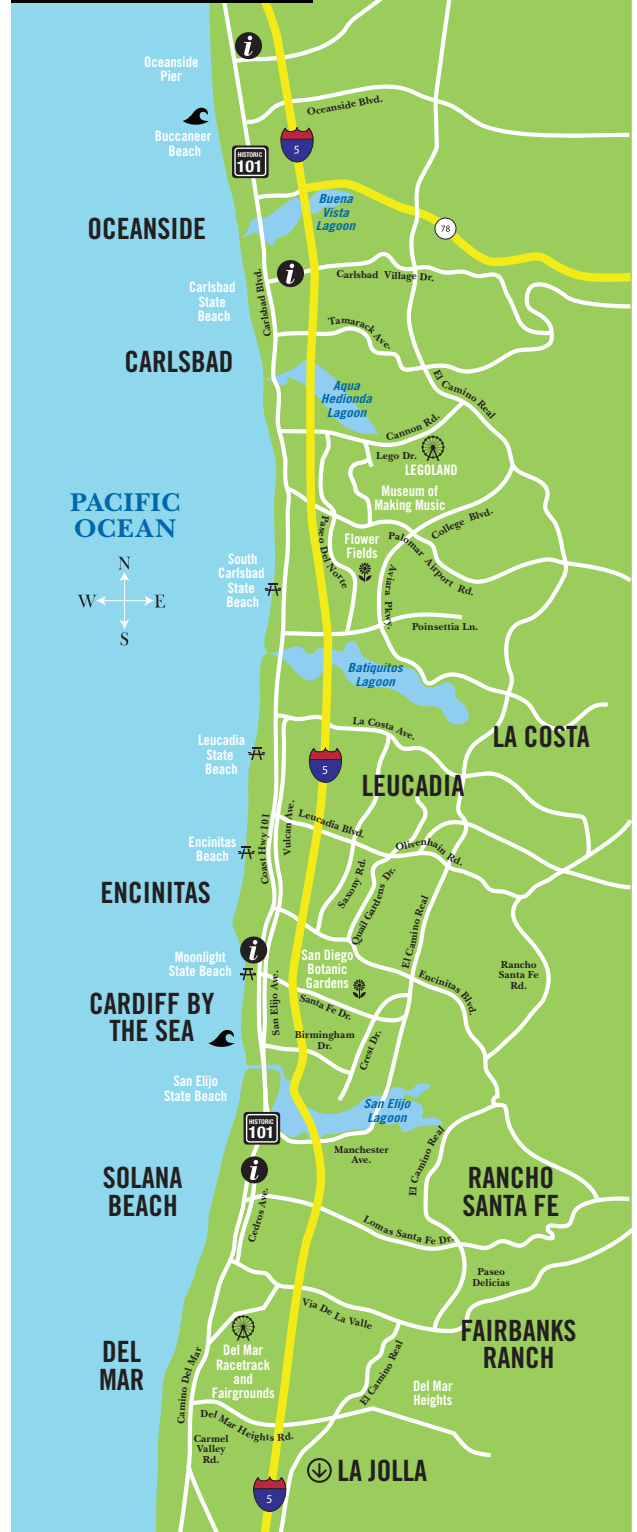 Oceanside
Pier
i
Oceanside Blvd.
Buccaneer
Beach
HISTORIC
101
5
Buena
Vista
Lagoon
OCEANSIDE
78
i
Carlsbad Village Dr.
Carlsbad
State
Beach
Carlsbad Blvd.
Tamarack Ave.
CARLSBAD
Aqua
Hedionda
Lagoon
El Camino Real
Cannon Rd.
Lego Dr.
LEGOLAND
Museum of
Making Music
PACIFIC
OCEAN
College Blvd.
Paseo Del Norte
Flower
Fields
Palomar Airport Rd.
N
W
E
S
South
Carlsbad
State
Beach
Aviara Pkwy.
Poinsettia Ln.
Batiquitos
Lagoon
La Costa Ave.
LA COSTA
Leucadia
State
Beach
5
LEUCADIA
Coast Hwy 101
Vulcan Ave.
Leucadia Blvd.
Olivenhain Rd.
Encinitas
Beach
Saxony Rd.
Quail Gardens Dr.
ENCINITAS
El Camino Real
i
Moonlight
State Beach
San Diego
Botanic
Gardens
Encinitas Blvd.
Rancho
Santa Fe
Rd.
CARDIFF BY
THE SEA
San Elijo Ave.
Santa Fe Dr.
Birmingham
Dr.
Crest Dr.
San Elijo
State Beach
San Elijo
Lagoon
HISTORIC
101
Manchester
Ave.
El Camino Real
SOLANA
BEACH
i
RANCHO
SANTA FE
Cedros Ave.
Lomas Santa Fe Dr.
Paseo
Delicias
Via De La Valle
FAIRBANKS
RANCH
DEL
MAR
Camino Del Mar
Del Mar
Racetrack
and
Fairgrounds
El Camino Real
Del Mar
Heights
Del Mar Heights Rd.
Carmel
Valley
Rd.
LA JOLLA
5